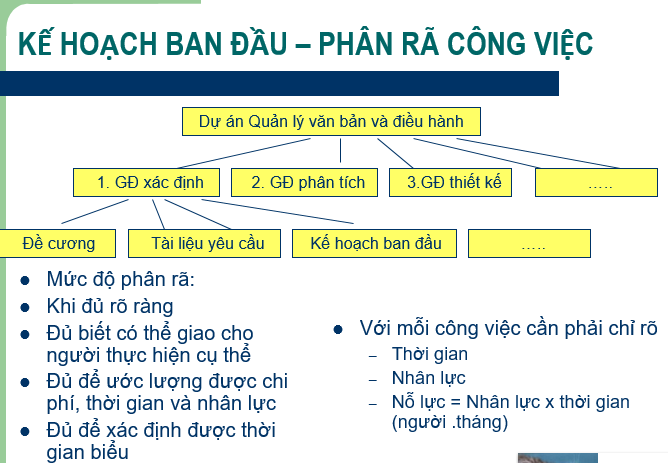 KẾ HOẠCH BAN ĐẦU – PHÂN RÃ CÔNG VIỆC
Dự án Quản lý văn bản và điều hành
1. GĐ xác định
2. GĐ phân tích
3.GĐ thiết kế
…..
Đề cương
Tài liệu yêu cầu
Kế hoạch ban đầu
…..
Mức độ phân rã:
Khi đủ rõ ràng
Đủ biết có thể giao cho
người thực hiện cụ thể
Đủ để ước lượng được chi
phí, thời gian và nhân lực
Đủ để xác định được thời
gian biểu
Với mỗi công việc cần phải chỉ rõ
– Thời gian
– Nhân lực
– Nỗ lực = Nhân lực x thời gian
(người .tháng)